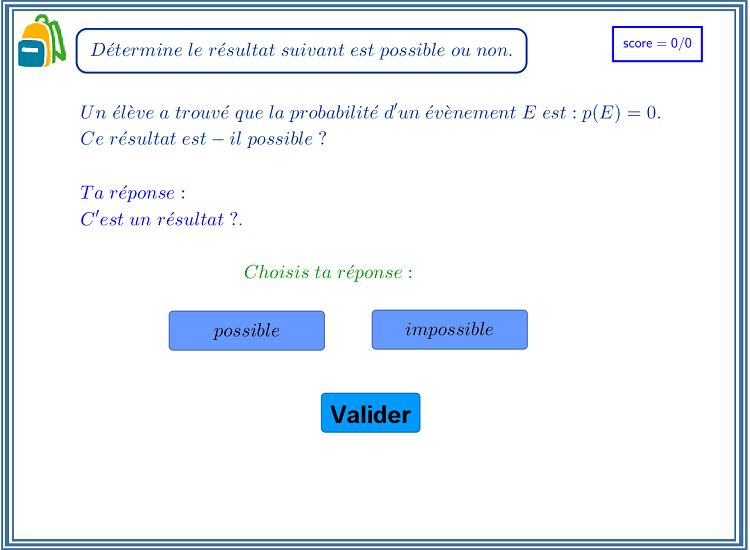 Détermine le résultat suivant est possible ou non.
score = 0/0
Un élève a trouvé que la probabilité d'un évènement E est : p(E) = 0.
Ce résultat est – il possible ?
Ta réponse :
C'est un résultat ?.
Choisis ta réponse :
possible
impossible
Valider